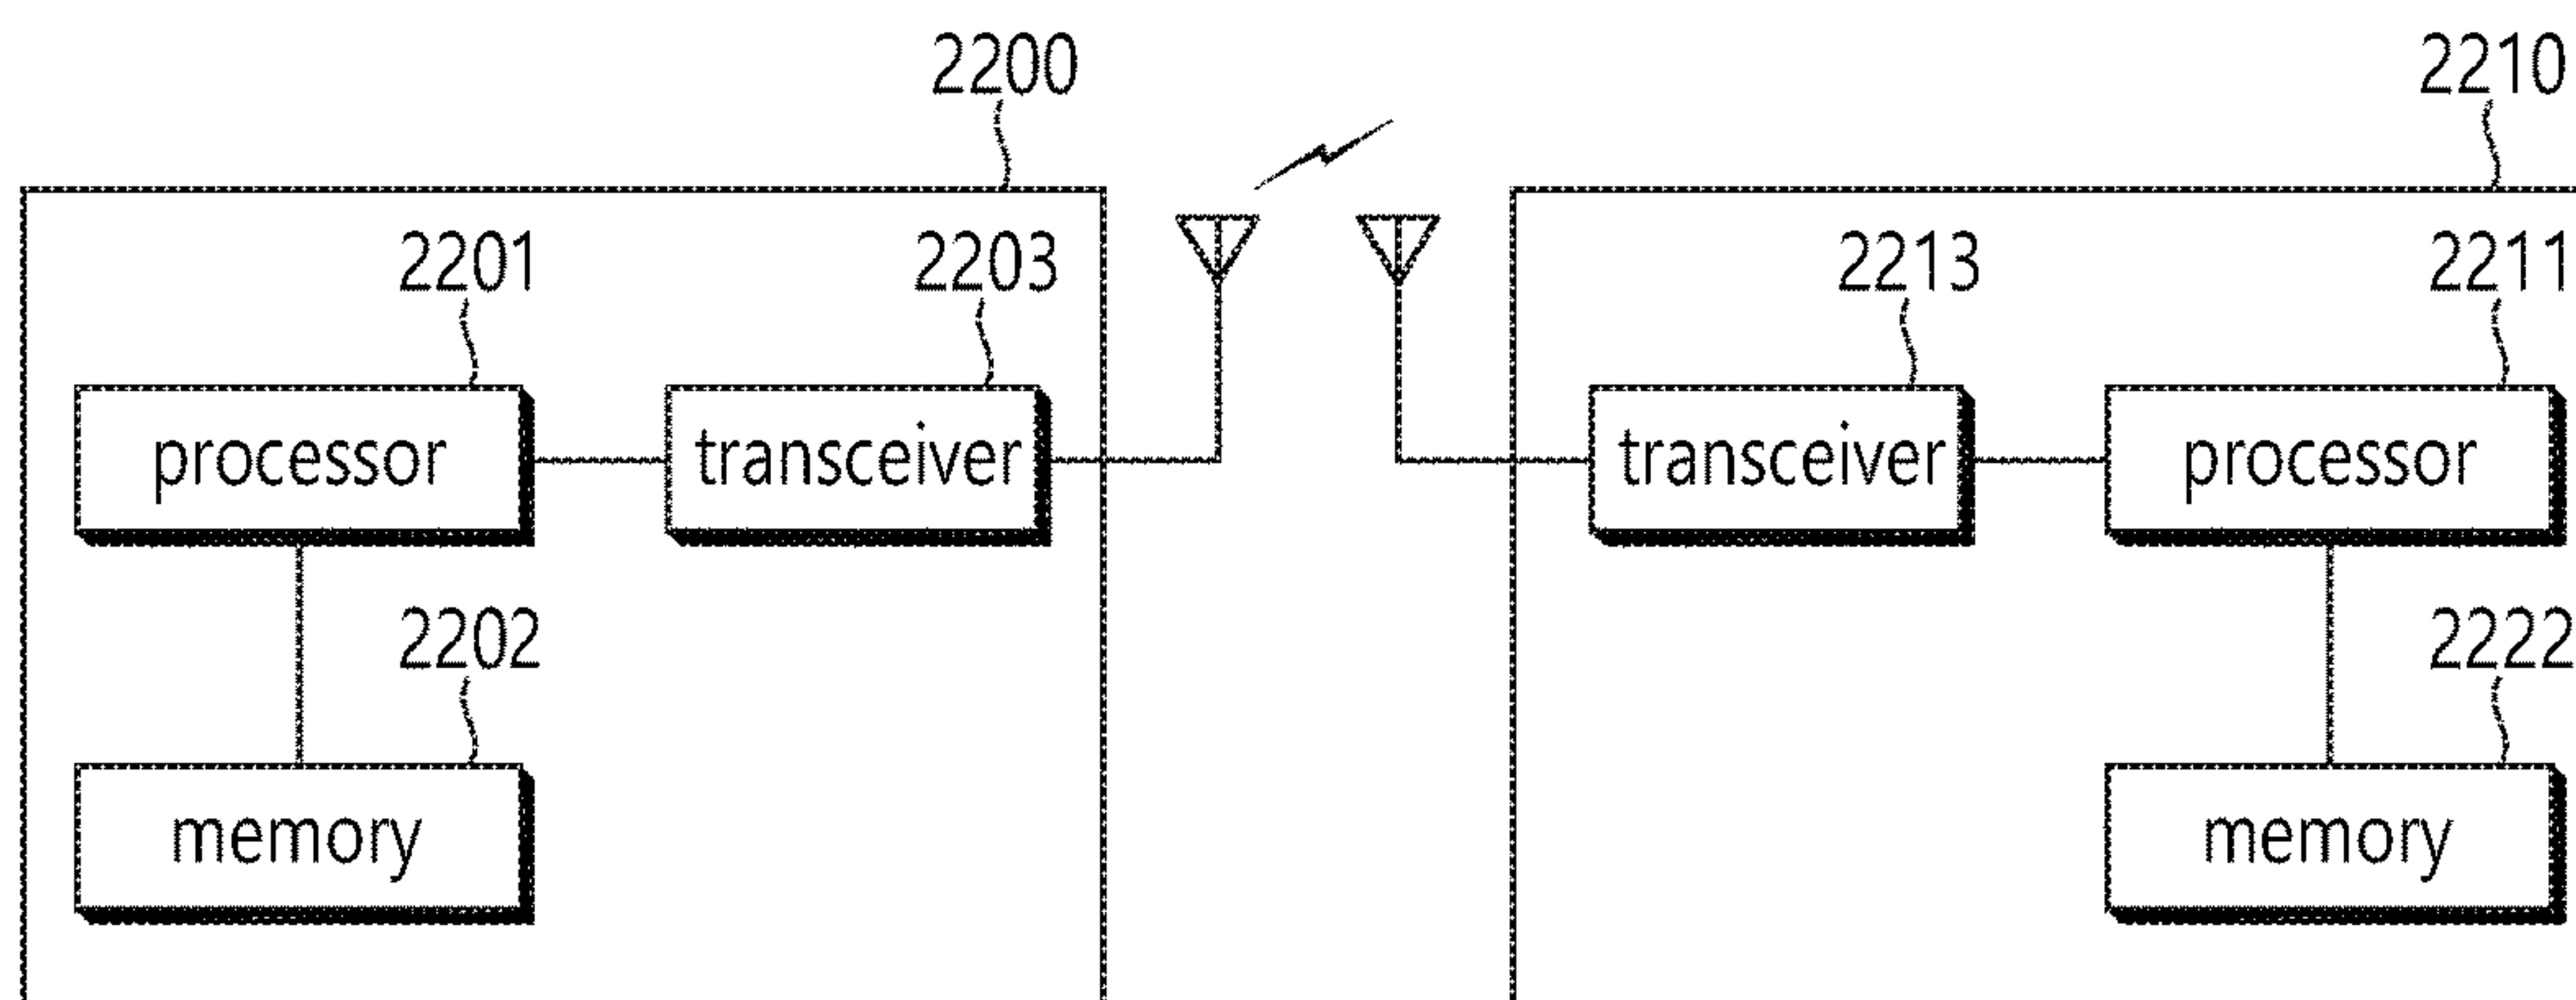 2200 2210
2201 2203 2213 2211
processor transceiver transceiver processor
2202 2222
memory memory